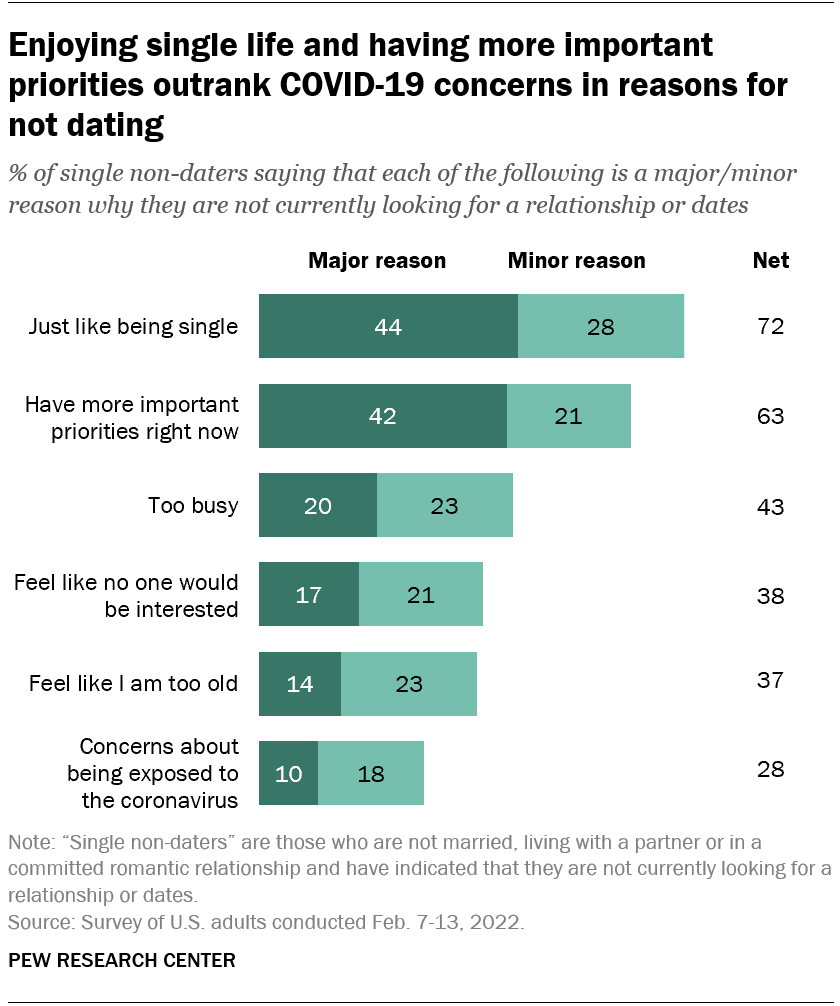 Enjoying single life and having more important
priorities outrank COVID-19 concerns in reasons for
not dating
% of single non-daters saying that each of the following is a major/minor
reason why they are not currently looking for a relationship or dates
Major reason Minor reason Net
Just like being single 44 28 72
Have more important
priorities right now 42 21 63
Too busy 20 23 43
Feel like no one would
be interested 17 21 38
Feel like I am too old 14 23 37
Concerns about
being exposed to 10 18 28
the coronavirus
Note: “Single non-daters” are those who are not married, living with a partner or in a
committed romantic relationship and have indicated that they are not currently looking for a
relationship or dates.
Source: Survey of U.S. adults conducted Feb. 7-13, 2022.
PEW RESEARCH CENTER